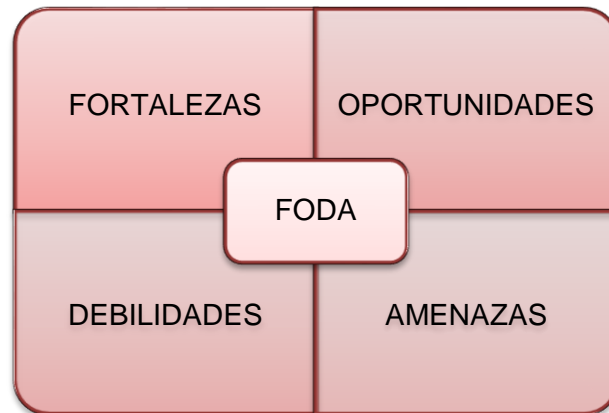 FORTALEZAS
OPORTUNIDADES
FODA
DEBILIDADES
AMENAZAS